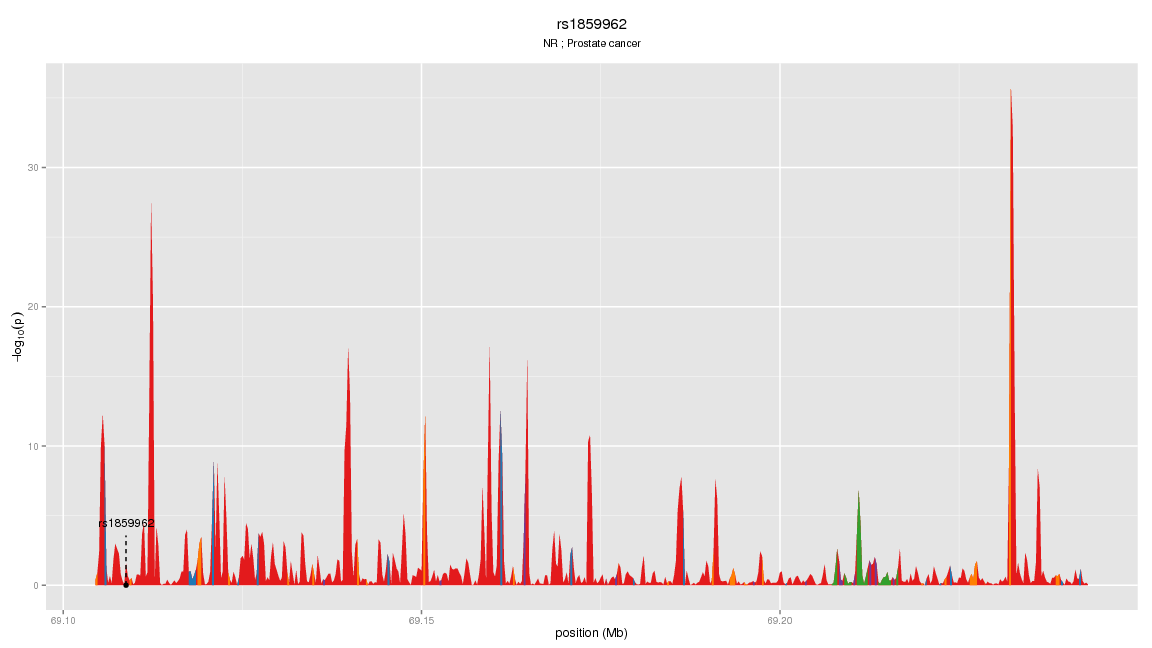 rs1859962
NR ; Prostate cancer
30
20
10
0
−log10(p)
rs1859962
69.10
69.15
69.20
position (Mb)